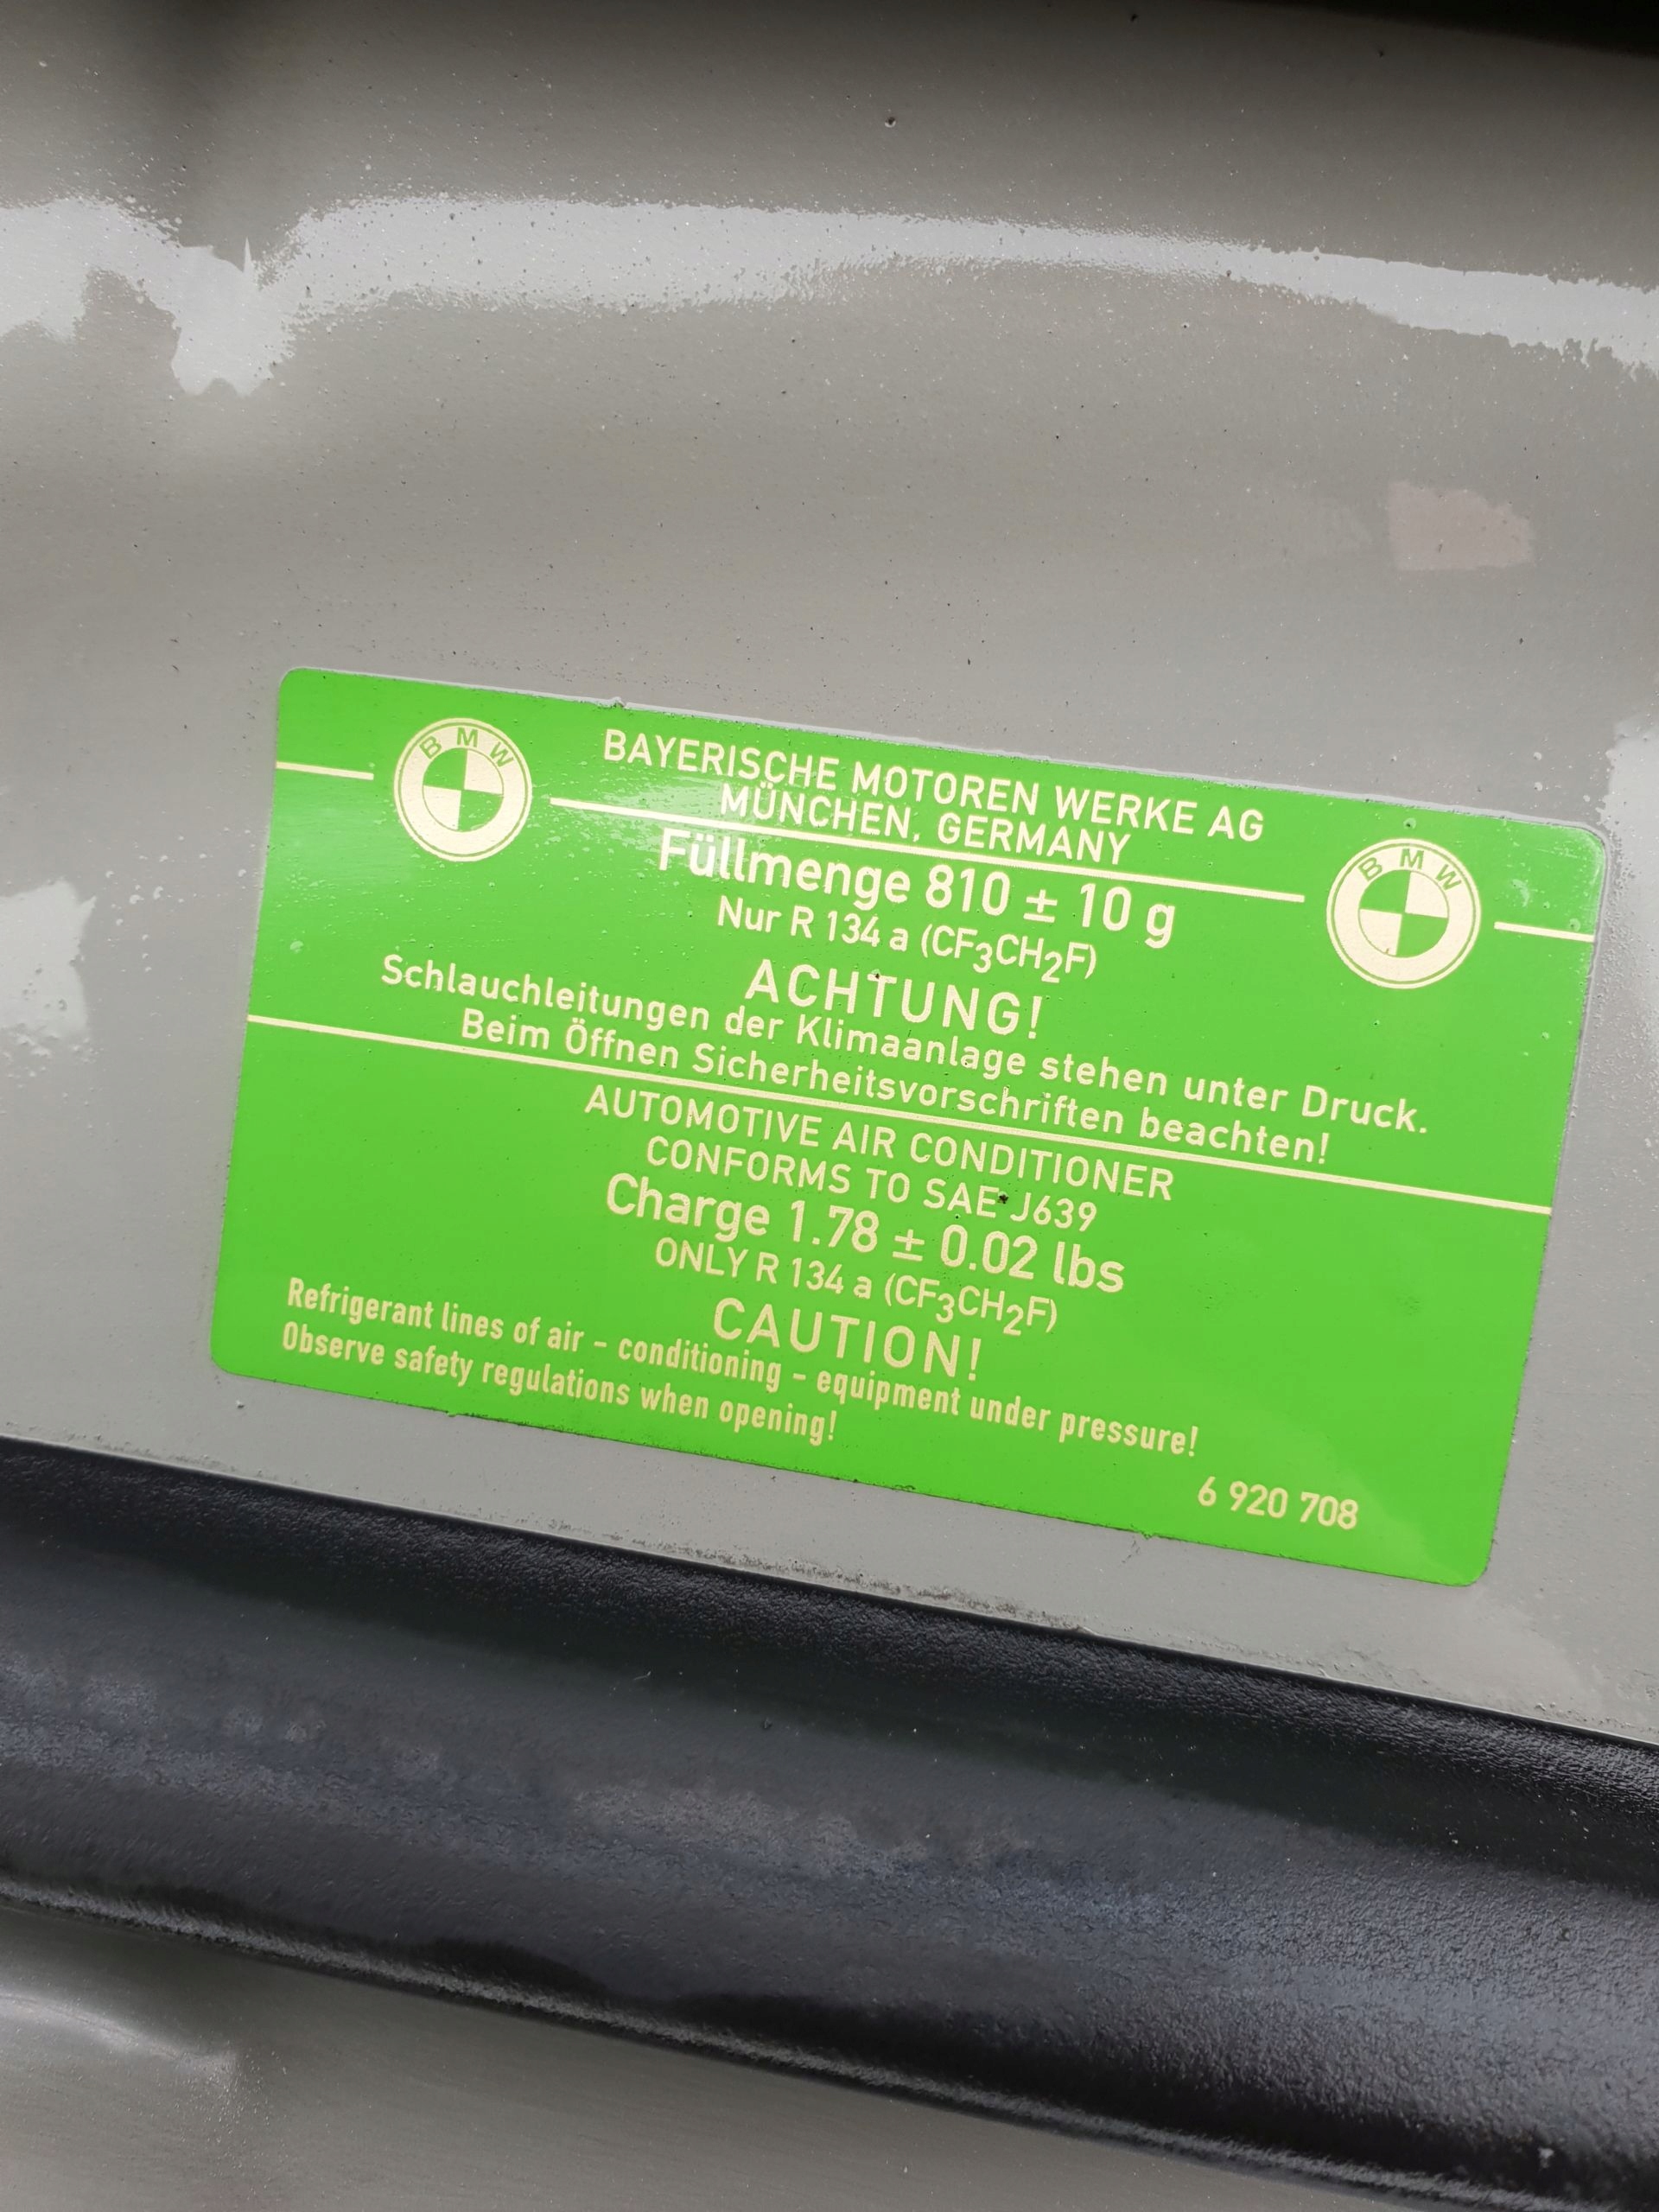 BMW
BAYERISCHE MOTOREN WERKE AG
MÜNCHEN, GERMANY
BMW
Füllmenge 810 ± 10 g
Nur R 134 a (CF₃CH₂F)
ACHTUNG!
Schlauchleitungen der Klimaanlage stehen unter Druck.
Beim Öffnen Sicherheitsvorschriften beachten!
AUTOMOTIVE AIR CONDITIONER
CONFORMS TO SAE J639
Charge 1.78 ± 0.02 lbs
ONLY R 134 a (CF₃CH₂F)
CAUTION!
Refrigerant lines of air - conditioning - equipment under pressure!
Observe safety regulations when opening!
6 920 708